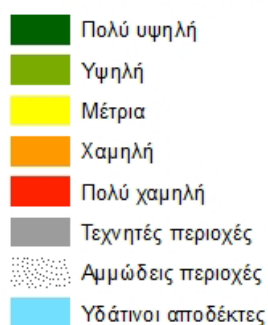 Πολύ υψηλή
Υψηλή
Μέτρια
Χαμηλή
Πολύ χαμηλή
Τεχνητές περιοχές
Αμμώδεις περιοχές
Υδάτινοι αποδέκτες